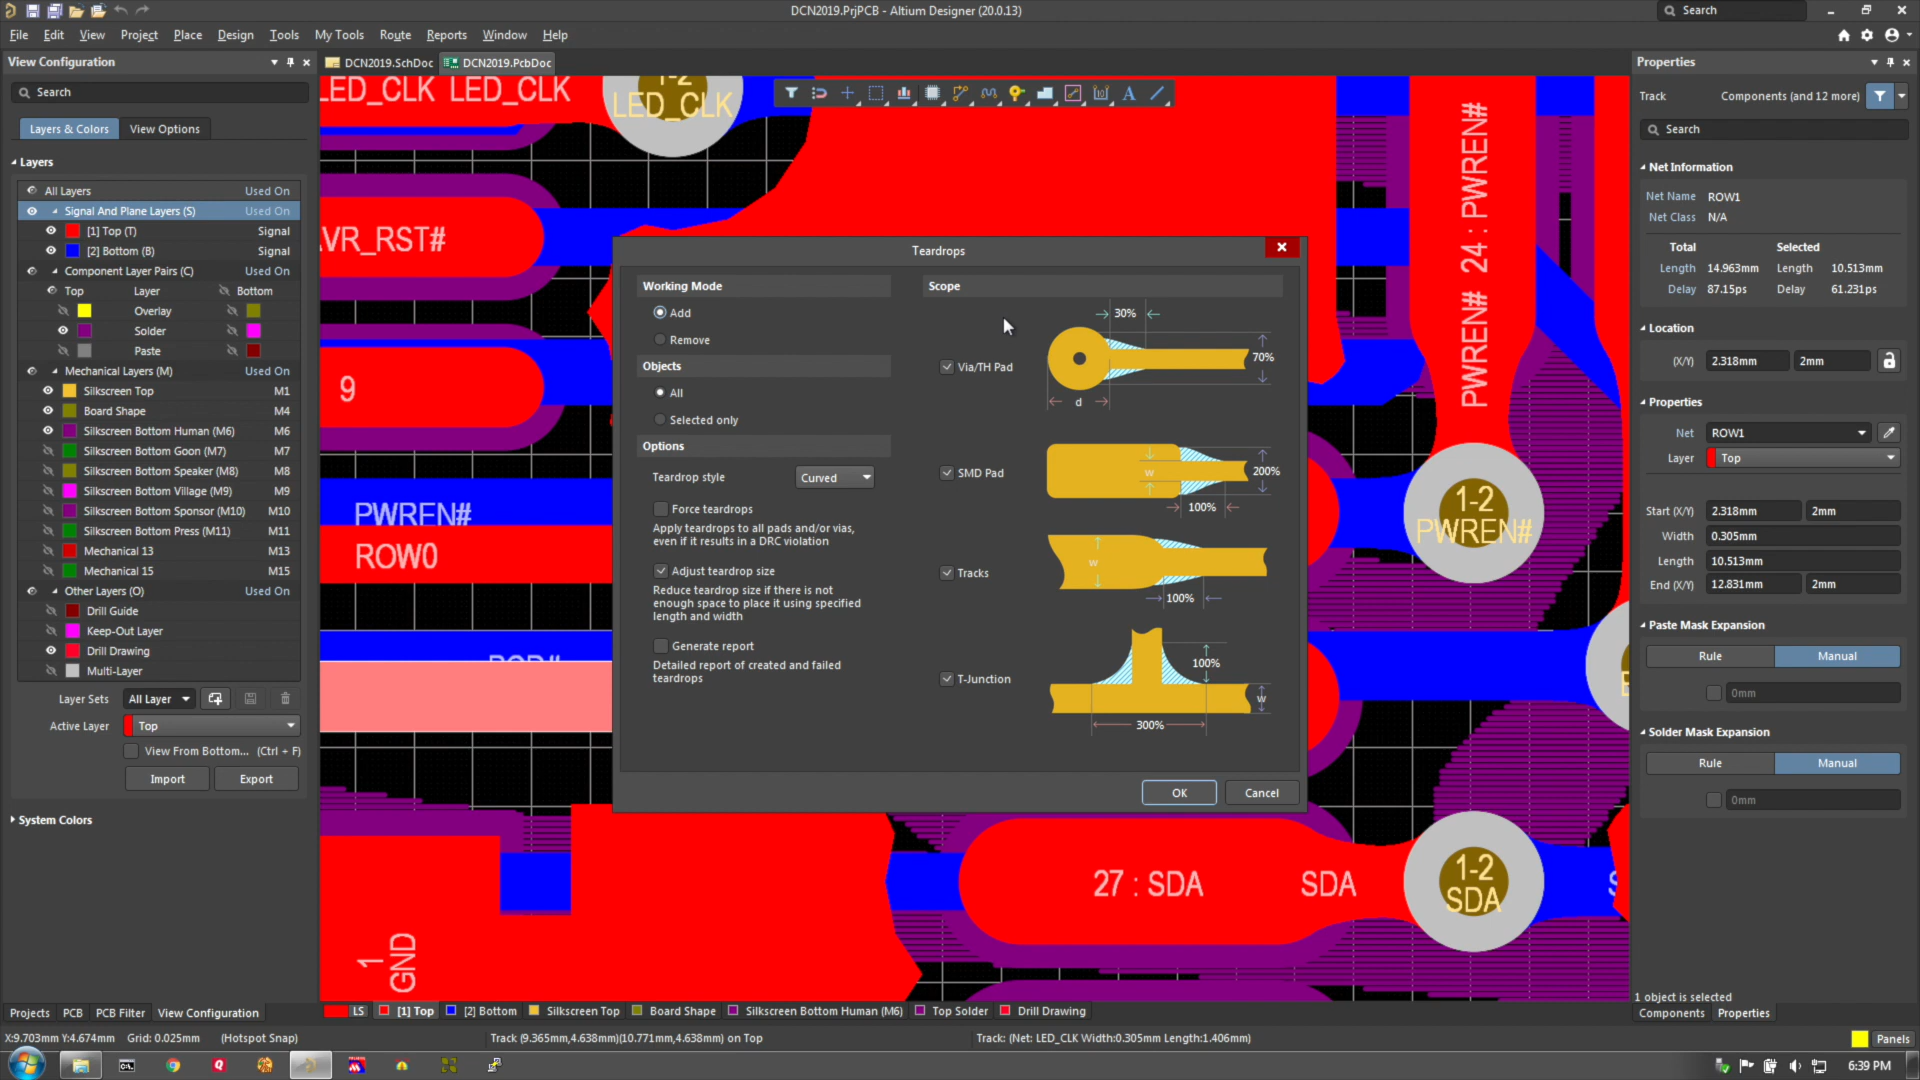 DCN2019.PrjPCB - Altium Designer (20.0.13)
Search
File Edit View Project Place Design Tools My Tools Route Reports Window Help
View Configuration
DCN2019.SchDoc
DCN2019.PcbDoc
Search
Layers & Colors
View Options
Layers
All Layers Used On
Signal And Plane Layers (S) Used On
[1] Top (T) Signal
[2] Bottom (B) Signal
Component Layer Pairs (C) Used On
Top Layer Bottom
Overlay
Solder
Paste
Mechanical Layers (M) Used On
Silkscreen Top M1
Board Shape M4
Silkscreen Bottom Human (M6) M6
Silkscreen Bottom Goon (M7) M7
Silkscreen Bottom Speaker (M8) M8
Silkscreen Bottom Village (M9) M9
Silkscreen Bottom Sponsor (M10) M10
Silkscreen Bottom Press (M11) M11
Mechanical 13 M13
Mechanical 15 M15
Other Layers (O) Used On
Drill Guide
Keep-Out Layer
Drill Drawing
Multi-Layer
Layer Sets All Layer
Active Layer Top
View From Bottom... (Ctrl + F)
Import Export
System Colors
Projects PCB PCB Filter View Configuration
LED_CLK LED_CLK
1-2
LED_CLK
AVR_RST#
9
PWREN#
ROW0
1
GND
PWREN# 24 : PWREN#
1-2
PWREN#
27 : SDA SDA
1-2
SDA
Teardrops
Working Mode
Add
Remove
Objects
All
Selected only
Options
Teardrop style Curved
Force teardrops
Apply teardrops to all pads and/or vias,
even if it results in a DRC violation
Adjust teardrop size
Reduce teardrop size if there is not
enough space to place it using specified
length and width
Generate report
Detailed report of created and failed
teardrops
Scope
30%
Via/TH Pad
70%
d
SMD Pad
w
200%
100%
Tracks
w
100%
T-Junction
100%
w
300%
OK Cancel
Properties
Track Components (and 12 more)
Search
Net Information
Net Name ROW1
Net Class N/A
Total Selected
Length 14.963mm Length 10.513mm
Delay 87.15ps Delay 61.231ps
Location
(X/Y) 2.318mm 2mm
Properties
Net ROW1
Layer Top
Start (X/Y) 2.318mm 2mm
Width 0.305mm
Length 10.513mm
End (X/Y) 12.831mm 2mm
Paste Mask Expansion
Rule Manual
0mm
Solder Mask Expansion
Rule Manual
0mm
1 object is selected
Components Properties
LS [1] Top [2] Bottom Silkscreen Top Board Shape Silkscreen Bottom Human (M6) Top Solder Drill Drawing
X:9.703mm Y:4.674mm Grid: 0.025mm (Hotspot Snap)
Track (9.365mm,4.638mm)(10.771mm,4.638mm) on Top
Track: (Net: LED_CLK Width:0.305mm Length:1.406mm)
Panels
6:39 PM